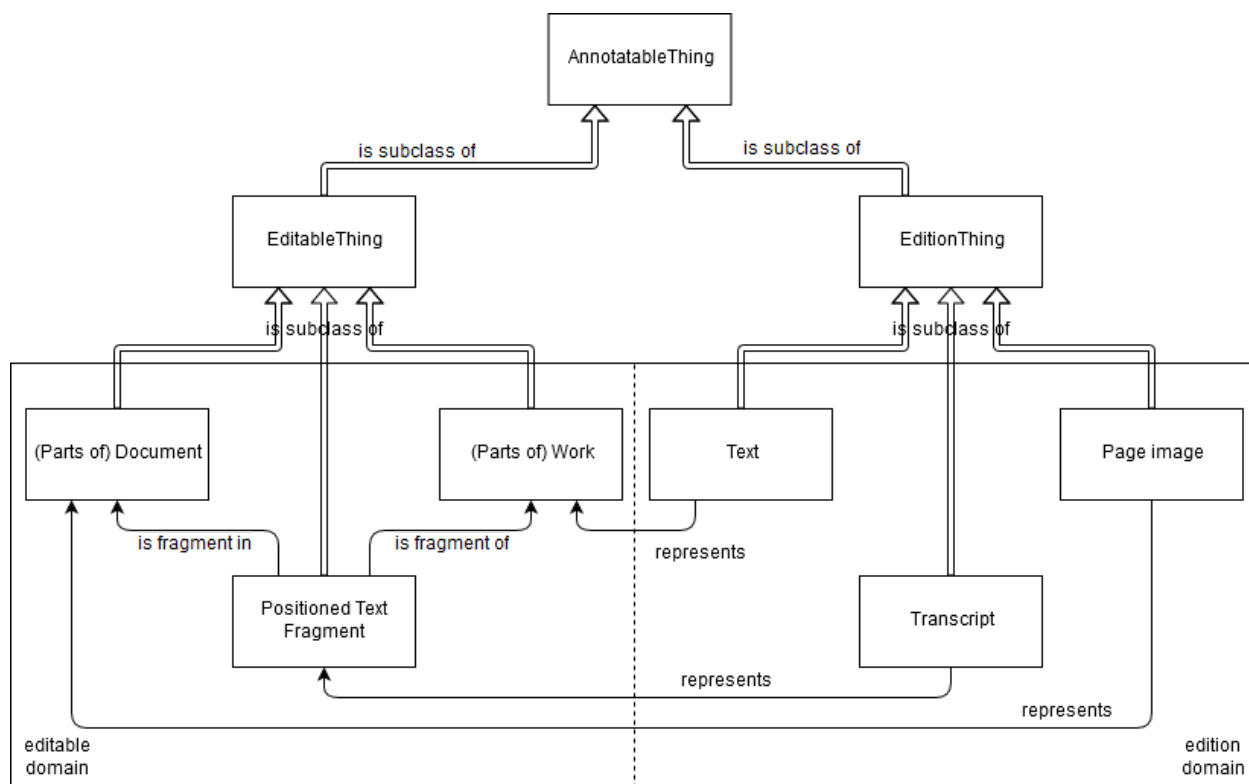 AnnotatableThing
is subclass of
is subclass of
EditableThing
EditionThing
is subclass of
is subclass of
(Parts of) Document
(Parts of) Work
Text
Page image
is fragment in
is fragment of
represents
Positioned Text
Fragment
Transcript
represents
represents
editable
domain
edition
domain